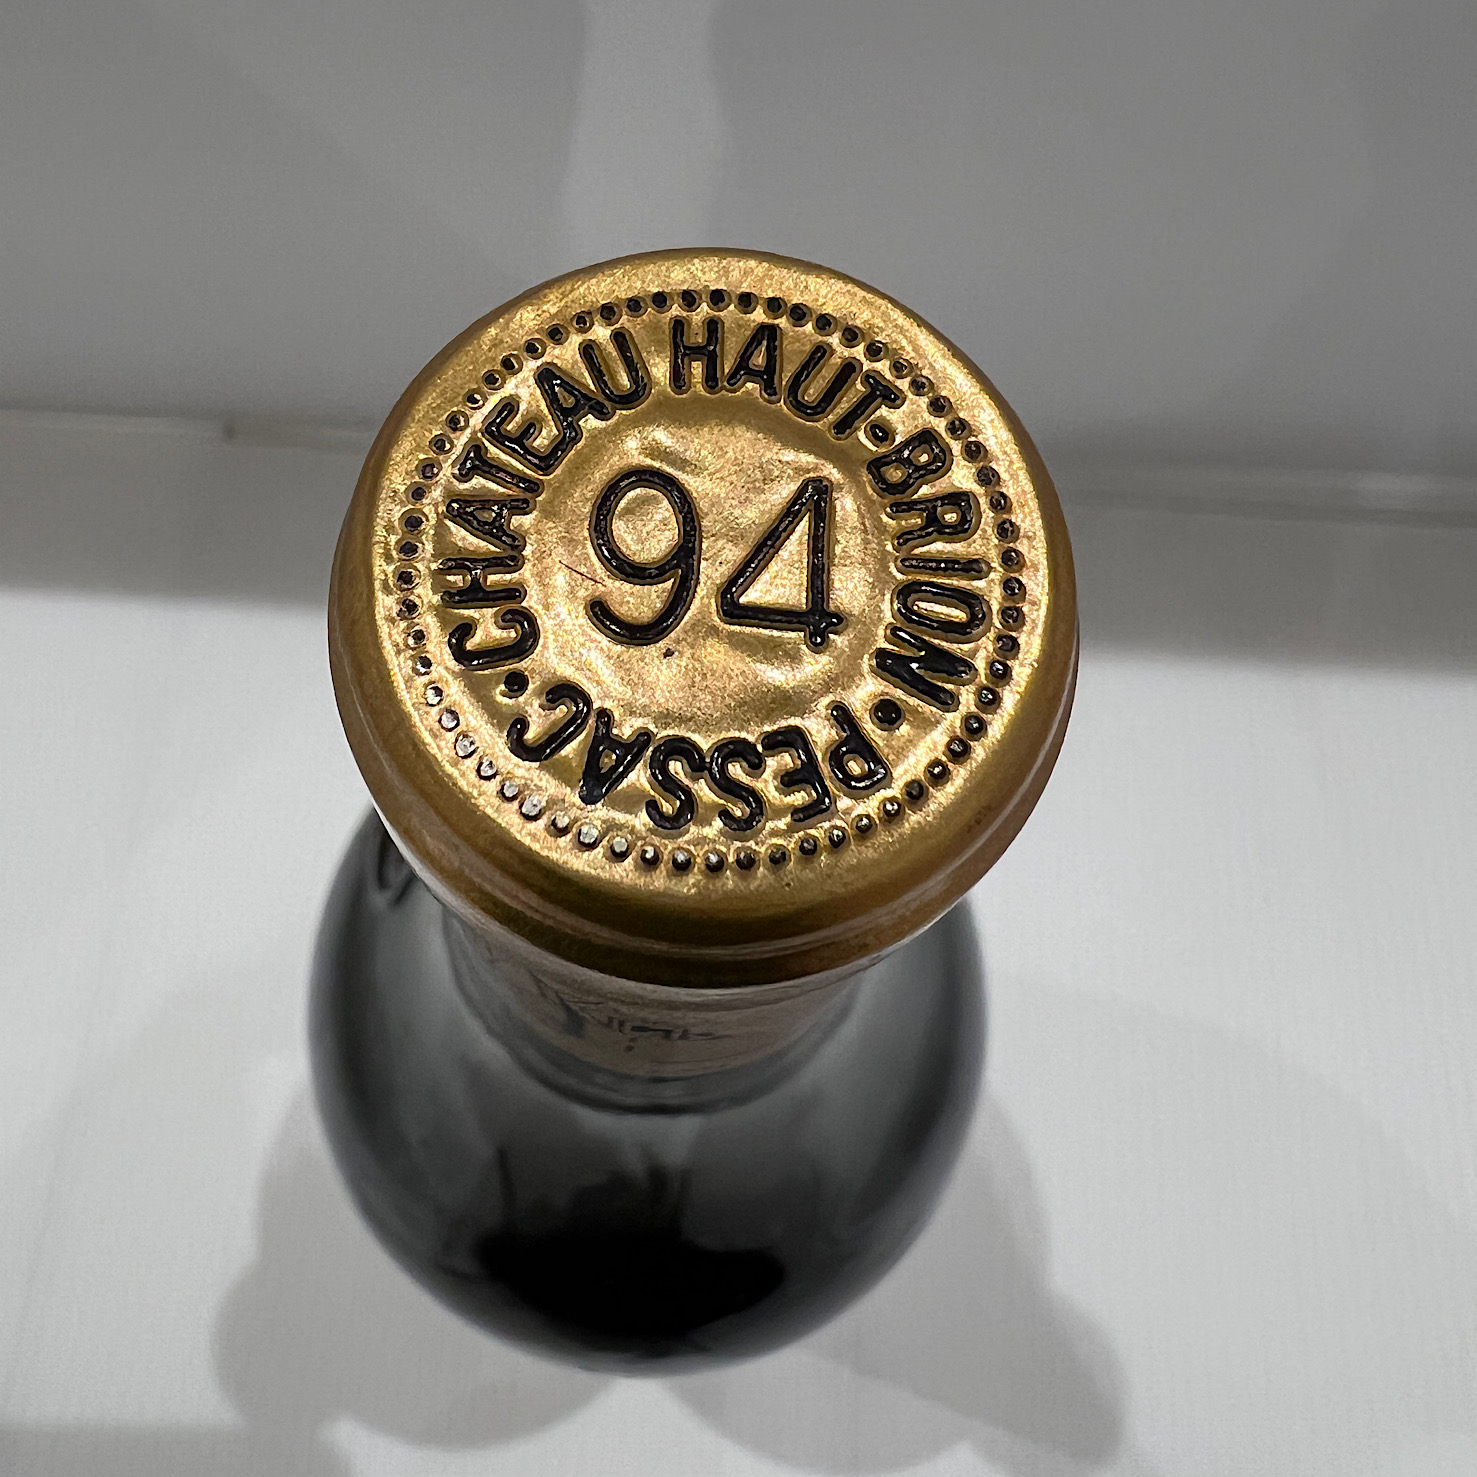 CHATEAU HAUT-BRION • PESSAC •
94